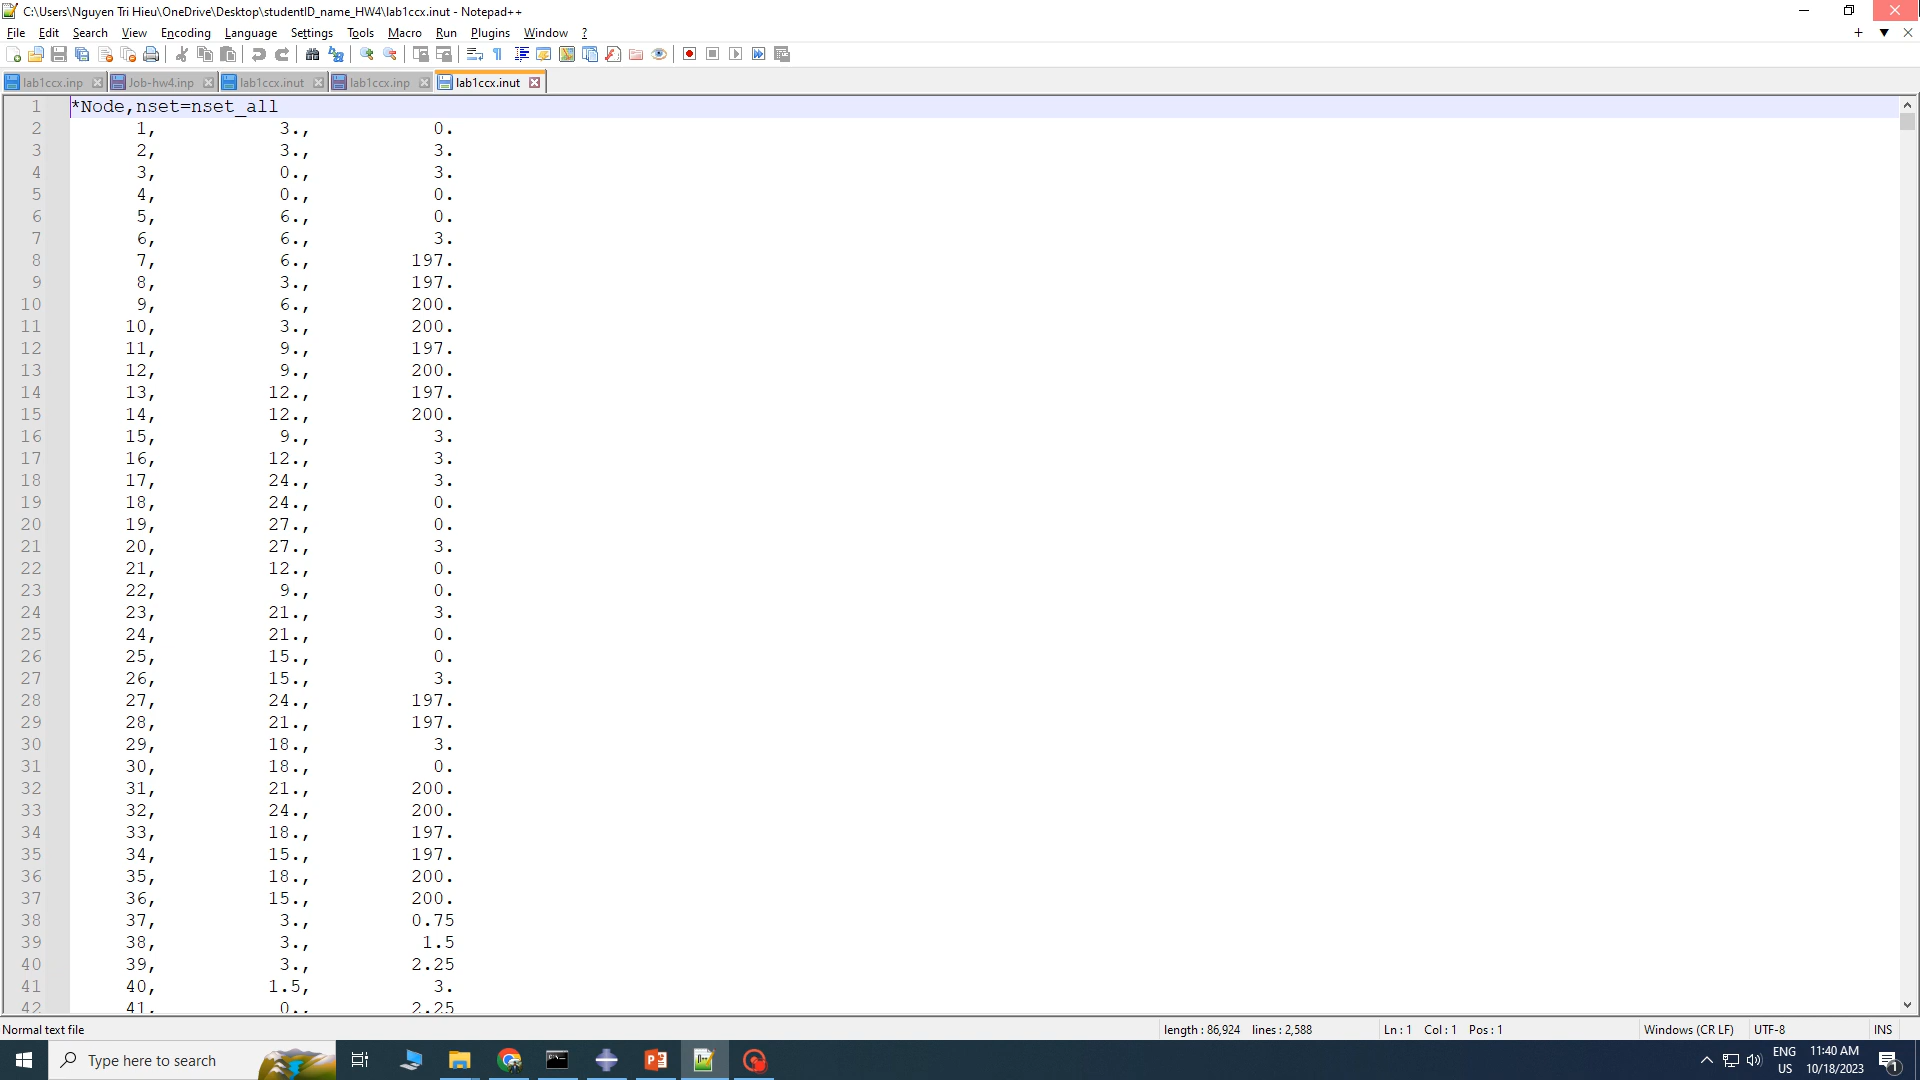 C:\Users\Nguyen Tri Hieu\OneDrive\Desktop\studentID_name_HW4\lab1ccx.inut - Notepad++
File Edit Search View Encoding Language Settings Tools Macro Run Plugins Window ?
lab1ccx.inp Job-hw4.inp lab1ccx.inut lab1ccx.inp lab1ccx.inut
1 *Node,nset=nset_all
2 1, 3., 0.
3 2, 3., 3.
4 3, 0., 3.
5 4, 0., 0.
6 5, 6., 0.
7 6, 6., 3.
8 7, 6., 197.
9 8, 3., 197.
10 9, 6., 200.
11 10, 3., 200.
12 11, 9., 197.
13 12, 9., 200.
14 13, 12., 197.
15 14, 12., 200.
16 15, 9., 3.
17 16, 12., 3.
18 17, 24., 3.
19 18, 24., 0.
20 19, 27., 0.
21 20, 27., 3.
22 21, 12., 0.
23 22, 9., 0.
24 23, 21., 3.
25 24, 21., 0.
26 25, 15., 0.
27 26, 15., 3.
28 27, 24., 197.
29 28, 21., 197.
30 29, 18., 3.
31 30, 18., 0.
32 31, 21., 200.
33 32, 24., 200.
34 33, 18., 197.
35 34, 15., 197.
36 35, 18., 200.
37 36, 15., 200.
38 37, 3., 0.75
39 38, 3., 1.5
40 39, 3., 2.25
41 40, 1.5, 3.
42 41, 0., 2.25
Normal text file length : 86,924 lines : 2,588 Ln : 1 Col : 1 Pos : 1 Windows (CR LF) UTF-8 INS
Type here to search
ENG
US
11:40 AM
10/18/2023
1